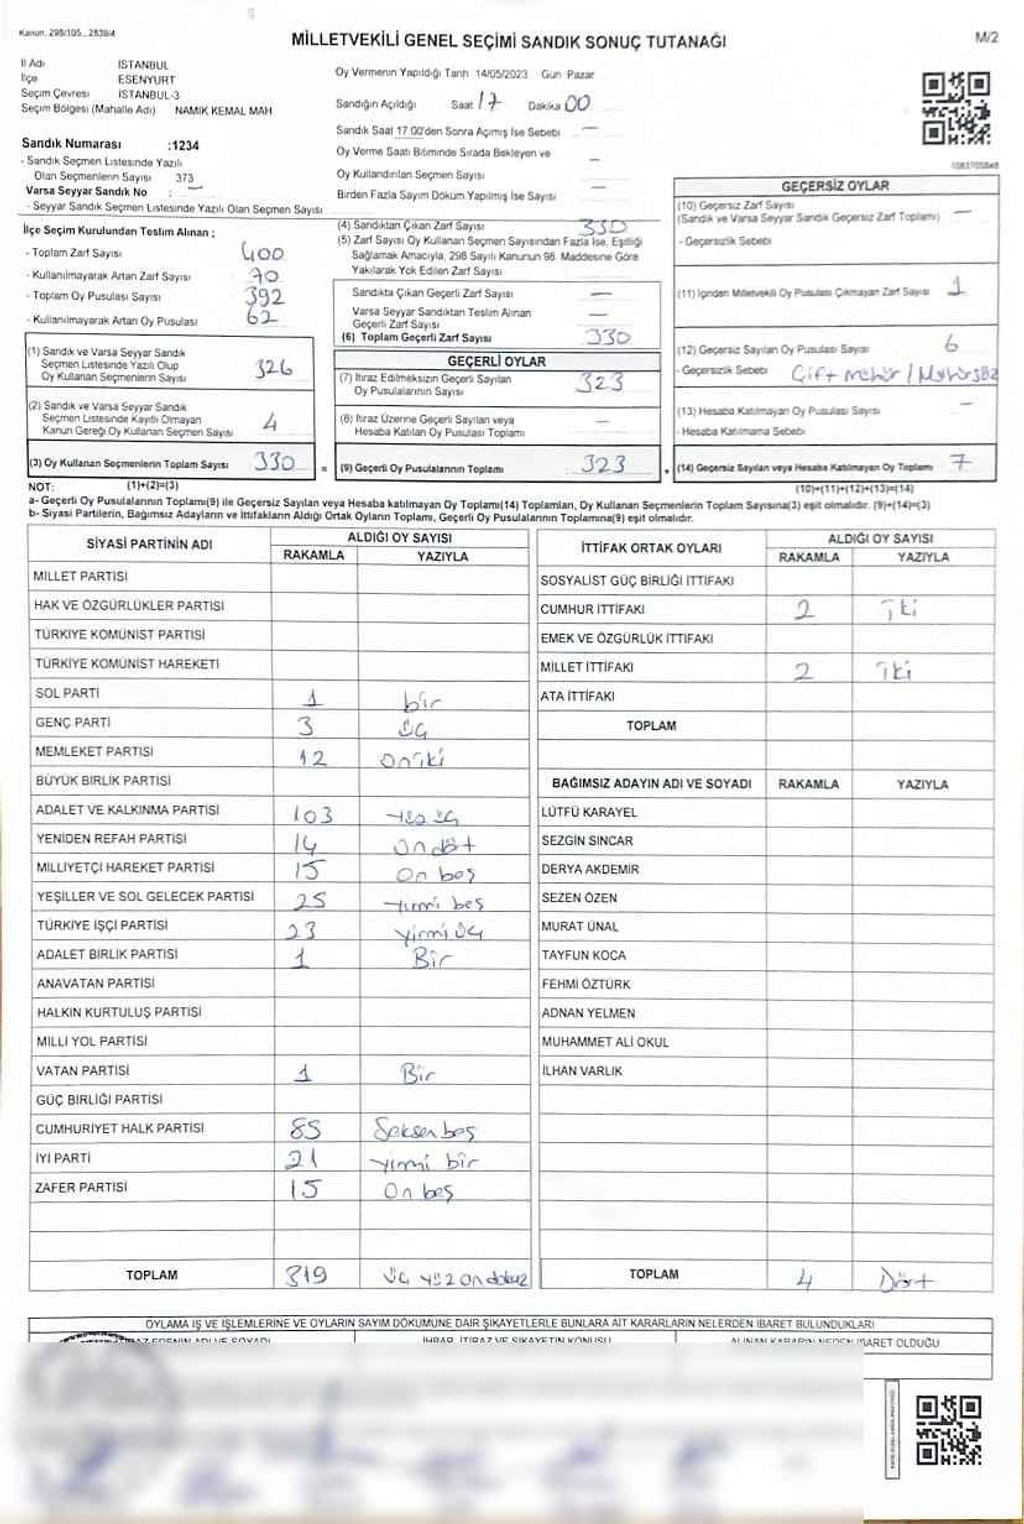 Kanun, 298/105., 2839/4
MİLLETVEKİLİ GENEL SEÇİMİ SANDIK SONUÇ TUTANAĞI
M/2
İl Adı İSTANBUL
İlçe ESENYURT
Seçim Çevresi İSTANBUL-3
Seçim Bölgesi (Mahalle Adı) NAMIK KEMAL MAH
Sandık Numarası :1234
- Sandık Seçmen Listesinde Yazılı
Olan Seçmenlerin Sayısı 373
Varsa Seyyar Sandık No : —
- Seyyar Sandık Seçmen Listesinde Yazılı Olan Seçmen Sayısı
Oy Vermenin Yapıldığı Tarih 14/05/2023 Gün Pazar
Sandığın Açıldığı Saat 17 Dakika 00
Sandık Saat 17:00'den Sonra Açımış İse Sebebi —
Oy Verme Saati Bitiminde Sırada Bekleyen ve
Oy Kullandırılan Seçmen Sayısı —
Birden Fazla Sayım Döküm Yapılmış İse Sayısı —
İlçe Seçim Kurulundan Teslim Alınan ;
- Toplam Zarf Sayısı 400
- Kullanılmayarak Artan Zarf Sayısı 70
- Toplam Oy Pusulası Sayısı 392
- Kullanılmayarak Artan Oy Pusulası 62
(1) Sandık ve Varsa Seyyar Sandık
Seçmen Listesinde Yazılı Olup
Oy Kullanan Seçmenlerin Sayısı 326
(2) Sandık ve Varsa Seyyar Sandık
Seçmen Listesinde Kayıtlı Olmayan
Kanun Gereği Oy Kullanan Seçmen Sayısı 4
(3) Oy Kullanan Seçmenlerin Toplam Sayısı 330
(4) Sandıktan Çıkan Zarf Sayısı 330
(5) Zarf Sayısı Oy Kullanan Seçmen Sayısından Fazla İse, Eşitliği
Sağlamak Amacıyla, 298 Sayılı Kanunun 98. Maddesine Göre
Yakılarak Yok Edilen Zarf Sayısı
Sandıkta Çıkan Geçerli Zarf Sayısı —
Varsa Seyyar Sandıktan Teslim Alınan
Geçerli Zarf Sayısı —
(6) Toplam Geçerli Zarf Sayısı 330
GEÇERLİ OYLAR
(7) İtiraz Edilmeksizin Geçerli Sayılan
Oy Pusulalarının Sayısı 323
(8) İtiraz Üzerine Geçerli Sayılan veya
Hesaba Katılan Oy Pusulası Toplamı —
= (9) Geçerli Oy Pusulalarının Toplamı 323
GEÇERSİZ OYLAR
(10) Geçersiz Zarf Sayısı
(Sandık ve Varsa Seyyar Sandık Geçersiz Zarf Toplamı) —
- Geçersizlik Sebebi
(11) İçinden Milletvekili Oy Pusulası Çıkmayan Zarf Sayısı 1
(12) Geçersiz Sayılan Oy Pusulası Sayısı 6
- Geçersizlik Sebebi Çift mühür / Mühürsüz
(13) Hesaba Katılmayan Oy Pusulası Sayısı —
- Hesaba Katılmama Sebebi
+ (14) Geçersiz Sayılan veya Hesaba Katılmayan Oy Toplamı 7
NOT: (1)+(2)=(3) (10)+(11)+(12)+(13)=(14)
a- Geçerli Oy Pusulalarının Toplamı(9) ile Geçersiz Sayılan veya Hesaba katılmayan Oy Toplamı(14) Toplamları, Oy Kullanan Seçmenlerin Toplam Sayısına(3) eşit olmalıdır. (9)+(14)=(3)
b- Siyasi Partilerin, Bağımsız Adayların ve İttifakların Aldığı Ortak Oyların Toplamı, Geçerli Oy Pusulalarının Toplamına(9) eşit olmalıdır.
SİYASİ PARTİNİN ADI ALDIĞI OY SAYISI
RAKAMLA YAZIYLA
MİLLET PARTİSİ
HAK VE ÖZGÜRLÜKLER PARTİSİ
TÜRKİYE KOMÜNİST PARTİSİ
TÜRKİYE KOMÜNİST HAREKETİ
SOL PARTİ 1 bir
GENÇ PARTİ 3 üç
MEMLEKET PARTİSİ 12 oniki
BÜYÜK BİRLİK PARTİSİ
ADALET VE KALKINMA PARTİSİ 103 yüz üç
YENİDEN REFAH PARTİSİ 14 ondört
MİLLİYETÇİ HAREKET PARTİSİ 15 on beş
YEŞİLLER VE SOL GELECEK PARTİSİ 25 yirmi beş
TÜRKİYE İŞÇİ PARTİSİ 23 yirmi üç
ADALET BİRLİK PARTİSİ 1 Bir
ANAVATAN PARTİSİ
HALKIN KURTULUŞ PARTİSİ
MİLLİ YOL PARTİSİ
VATAN PARTİSİ 1 Bir
GÜÇ BİRLİĞİ PARTİSİ
CUMHURİYET HALK PARTİSİ 85 Seksen beş
İYİ PARTİ 21 yirmi bir
ZAFER PARTİSİ 15 On beş
TOPLAM 319 üç yüz on dokuz
İTTİFAK ORTAK OYLARI ALDIĞI OY SAYISI
RAKAMLA YAZIYLA
SOSYALİST GÜÇ BİRLİĞİ İTTİFAKI
CUMHUR İTTİFAKI 2 iki
EMEK VE ÖZGÜRLÜK İTTİFAKI
MİLLET İTTİFAKI 2 iki
ATA İTTİFAKI
TOPLAM
BAĞIMSIZ ADAYIN ADI VE SOYADI RAKAMLA YAZIYLA
LÜTFÜ KARAYEL
SEZGİN SINCAR
DERYA AKDEMİR
SEZEN ÖZEN
MURAT ÜNAL
TAYFUN KOCA
FEHMİ ÖZTÜRK
ADNAN YELMEN
MUHAMMET ALİ OKUL
İLHAN VARLIK
TOPLAM 4 Dört
OYLAMA İŞ VE İŞLEMLERİNE VE OYLARIN SAYIM DÖKÜMÜNE DAİR ŞİKAYETLERLE BUNLARA AİT KARARLARIN NELERDEN İBARET BULUNDUKLARI
İHBAR, İTİRAZ VE ŞİKAYETİN KONUSU
ALINAN KARARIN NEDEN İBARET OLDUĞU